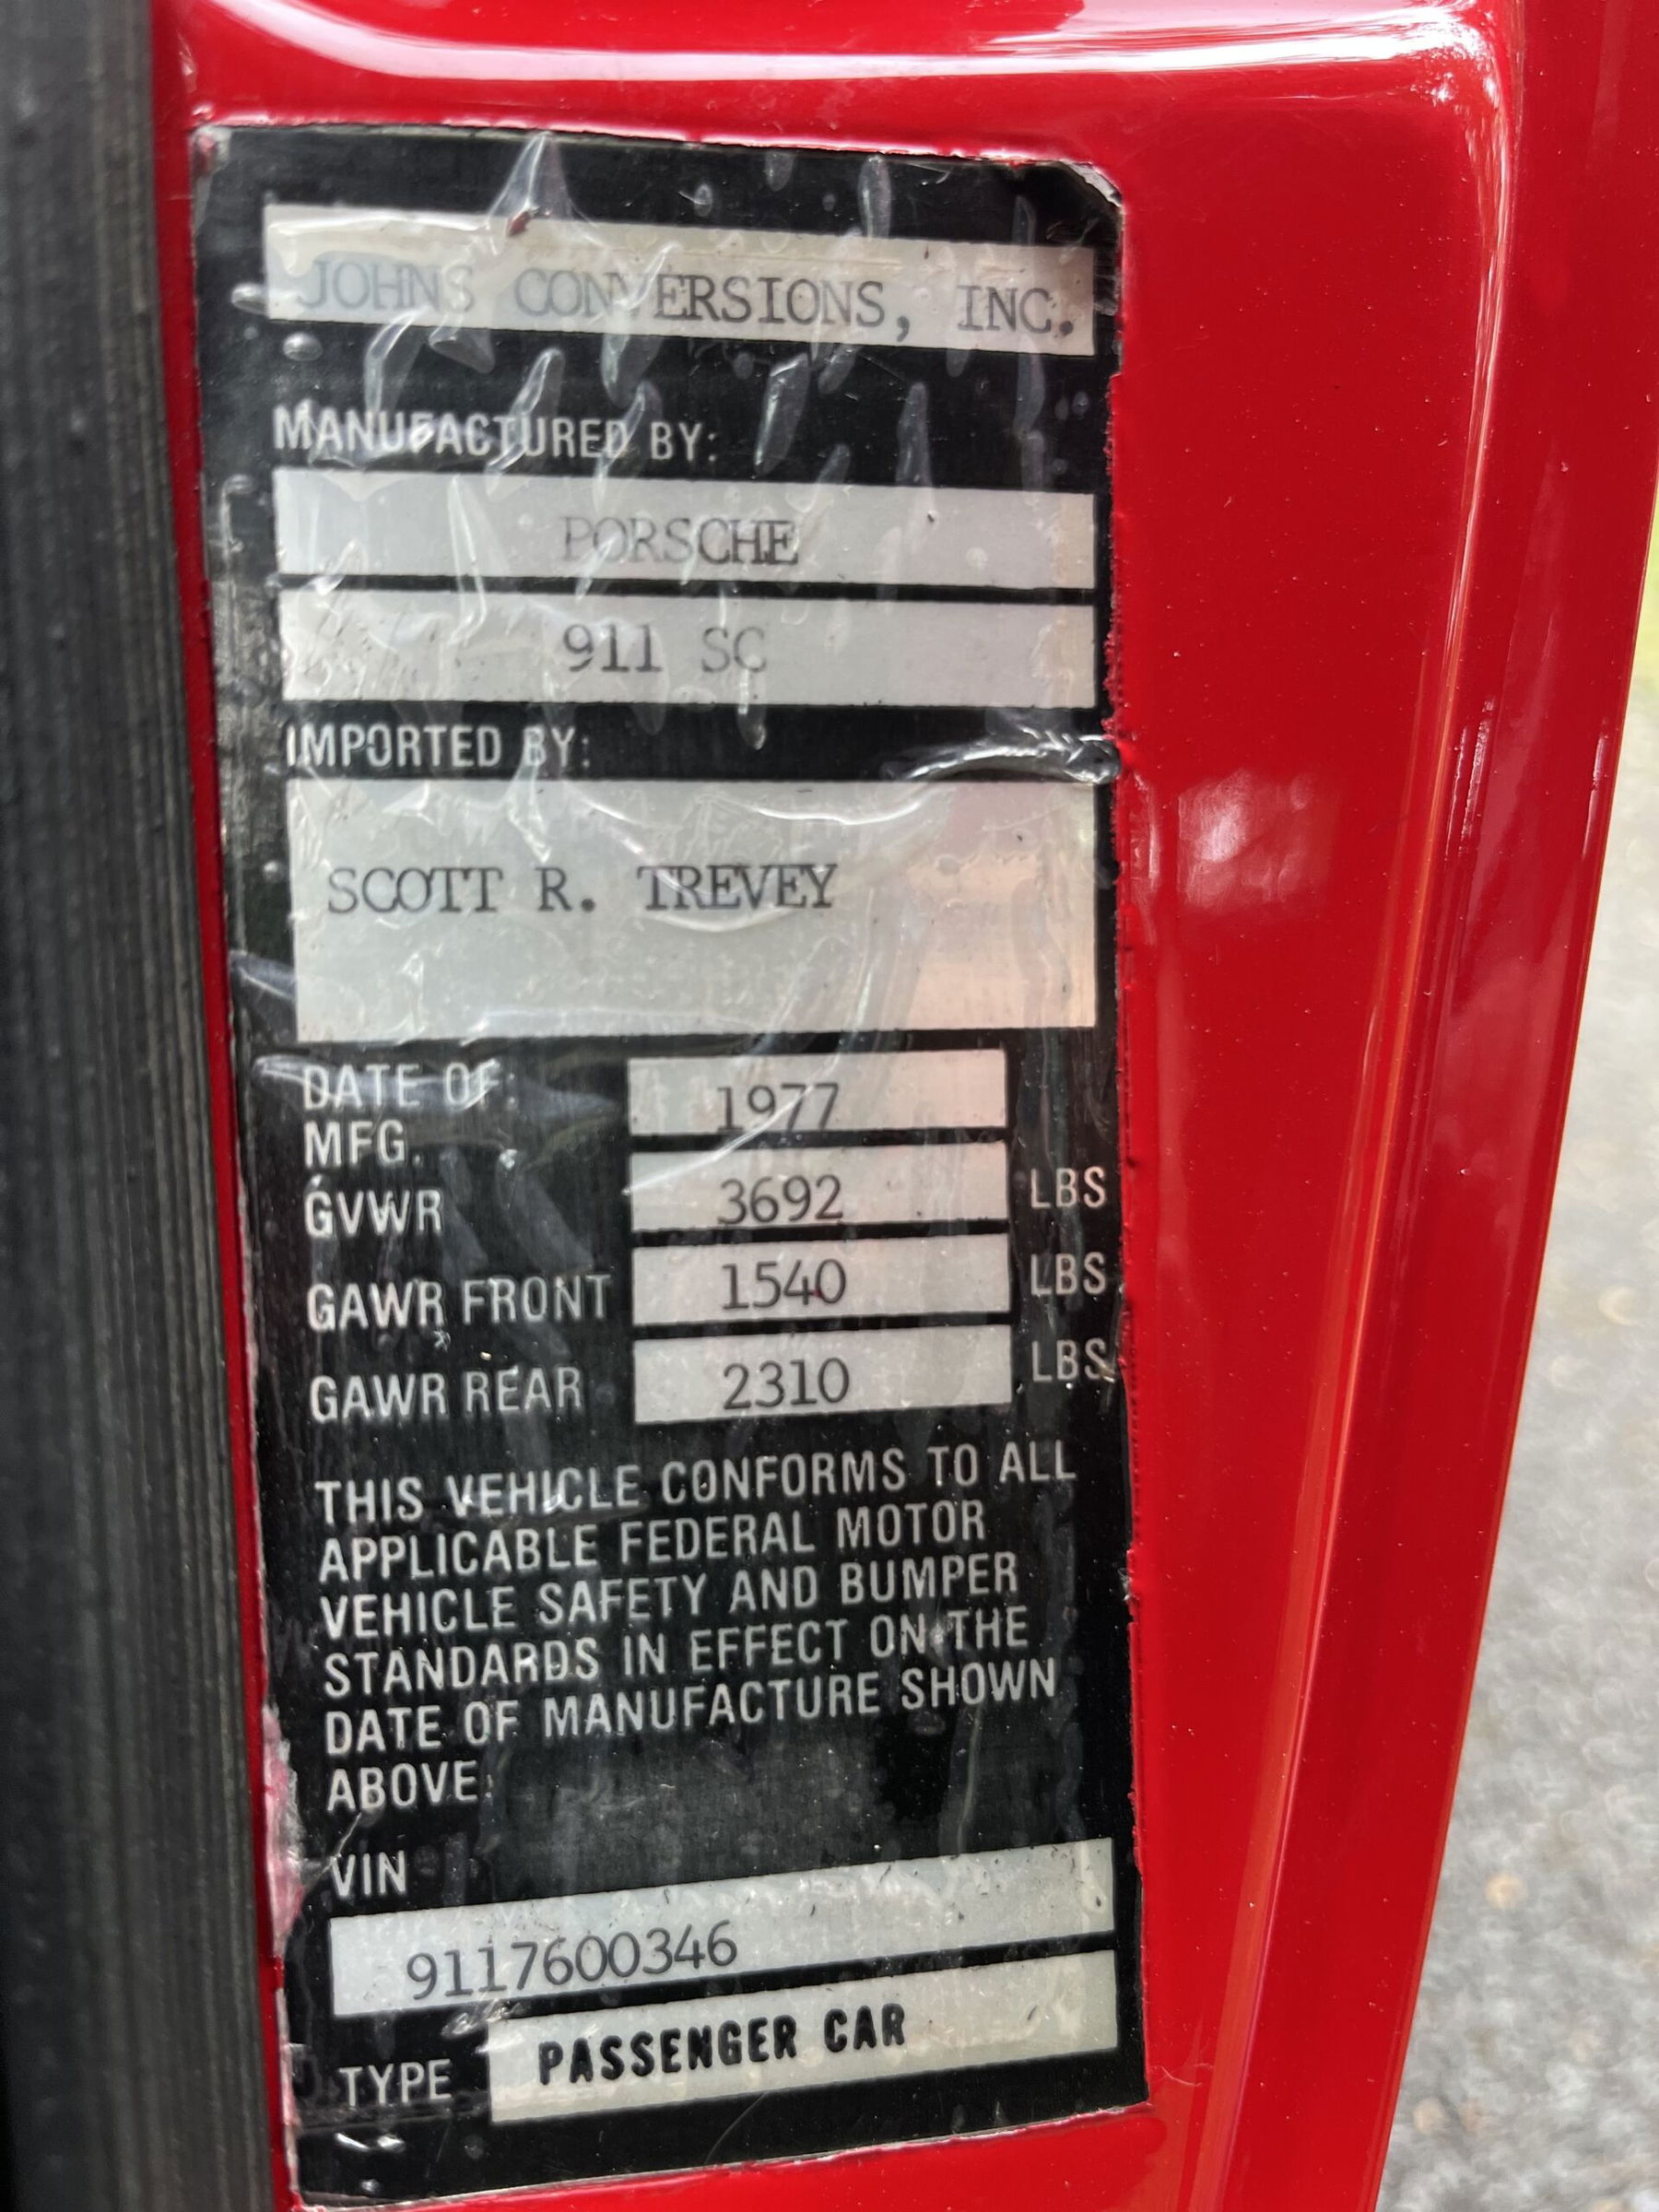 JOHNS CONVERSIONS, INC.
MANUFACTURED BY:
PORSCHE
911 SC
IMPORTED BY:
SCOTT R. TREVEY
DATE OF 1977
MFG.
GVWR 3692 LBS
GAWR FRONT 1540 LBS
GAWR REAR 2310 LBS
THIS VEHICLE CONFORMS TO ALL
APPLICABLE FEDERAL MOTOR
VEHICLE SAFETY AND BUMPER
STANDARDS IN EFFECT ON THE
DATE OF MANUFACTURE SHOWN
ABOVE.
VIN
9117600346
TYPE PASSENGER CAR